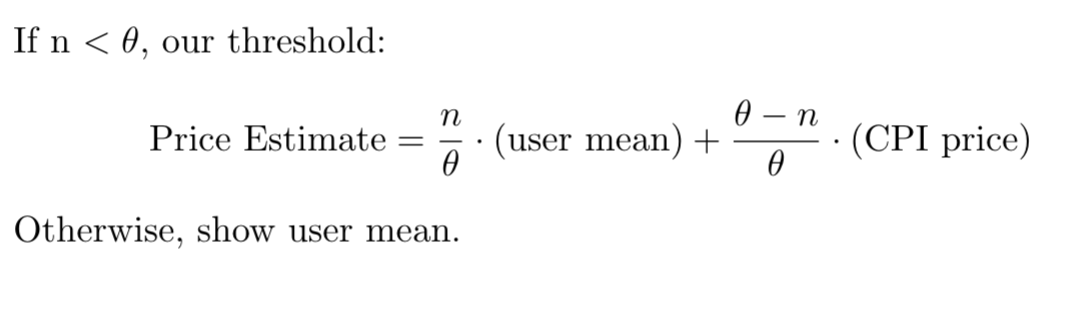 If n < θ, our threshold:
Price Estimate = n/θ · (user mean) + (θ − n)/θ · (CPI price)
Otherwise, show user mean.